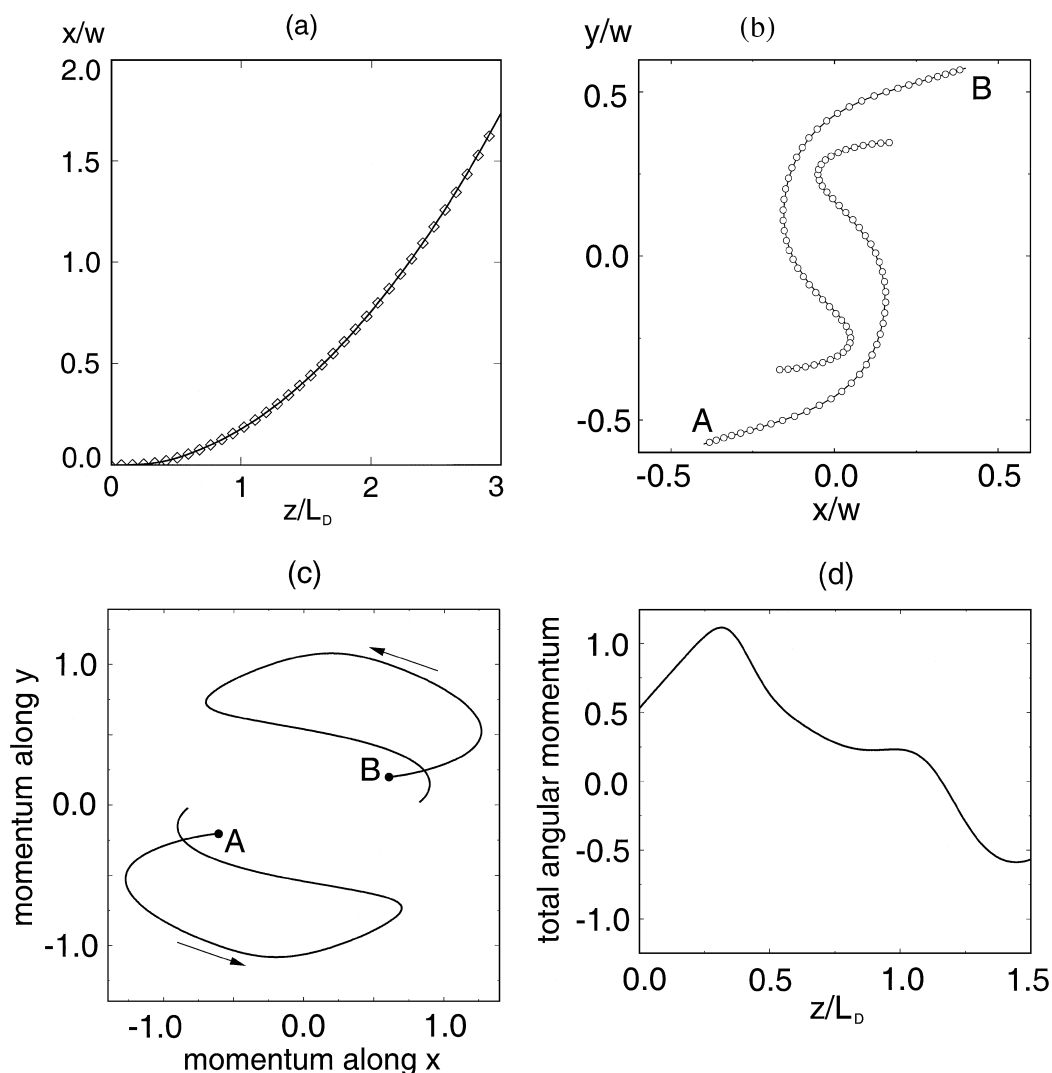 (a)
x/w
2.0
1.5
1.0
0.5
0.0
0 1 2 3
z/L_D
(b)
y/w
0.5
0.0
-0.5
B
A
-0.5 0.0 0.5
x/w
(c)
momentum along y
1.0
0.0
-1.0
B
A
-1.0 0.0 1.0
momentum along x
(d)
total angular momentum
1.0
0.5
0.0
-0.5
-1.0
0.0 0.5 1.0 1.5
z/L_D